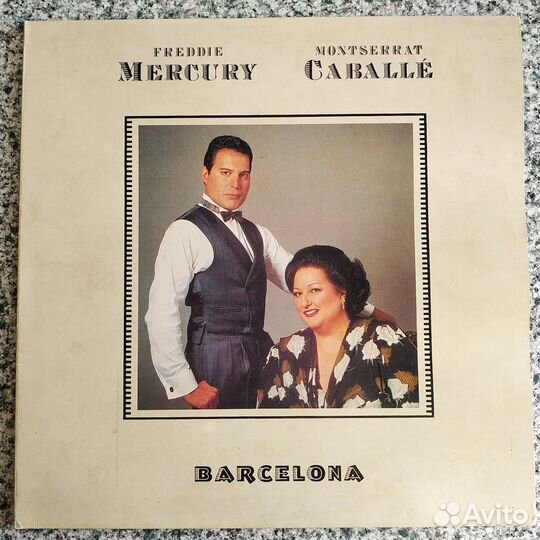 FREDDIE MONTSERRAT
MERCURY CABALLÉ
BARCELONA
Avito